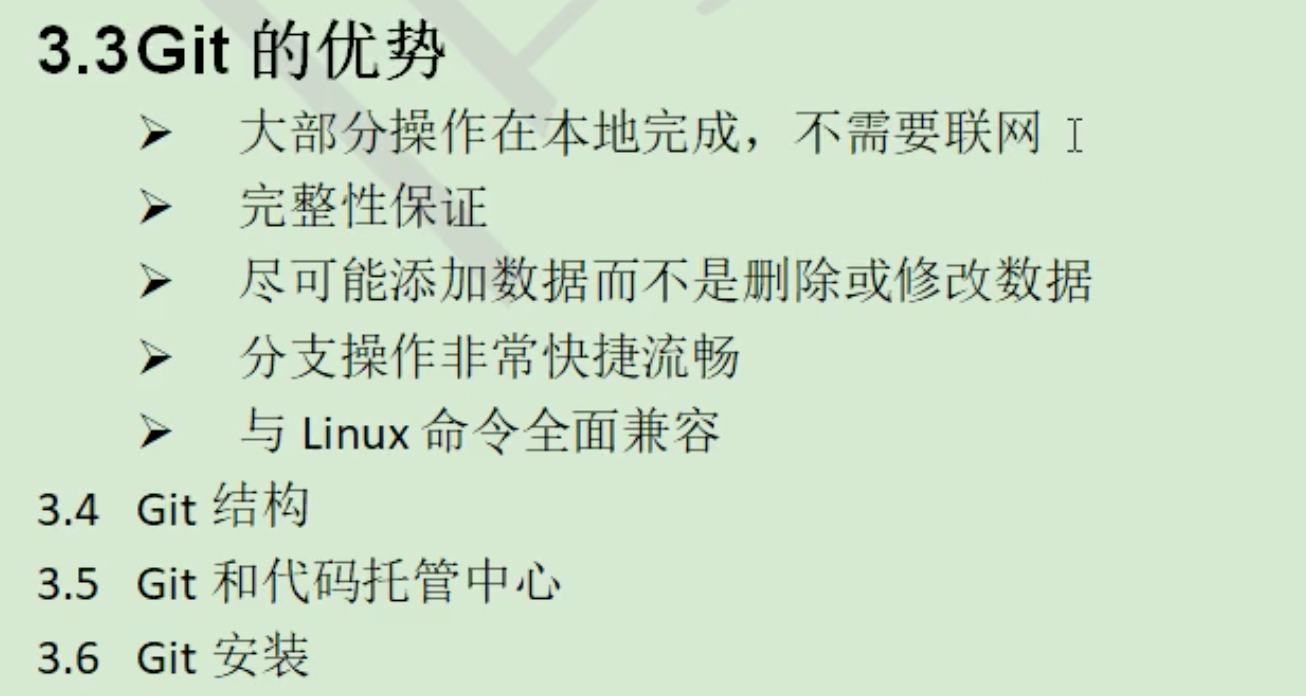 3.3Git 的优势
➢ 大部分操作在本地完成，不需要联网
➢ 完整性保证
➢ 尽可能添加数据而不是删除或修改数据
➢ 分支操作非常快捷流畅
➢ 与 Linux 命令全面兼容
3.4 Git 结构
3.5 Git 和代码托管中心
3.6 Git 安装